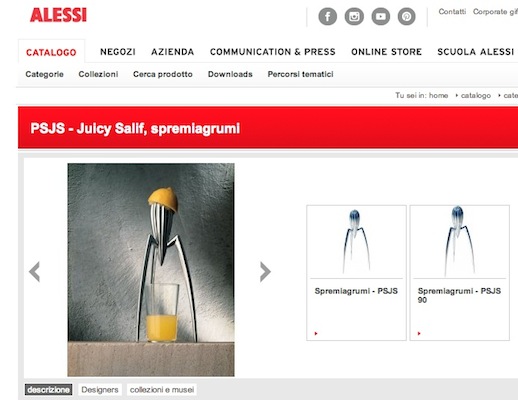 ALESSI
Contatti Corporate gif
CATALOGO NEGOZI AZIENDA COMMUNICATION & PRESS ONLINE STORE SCUOLA ALESSI
Categorie Collezioni Cerca prodotto Downloads Percorsi tematici
Tu sei in: home catalogo cate
PSJS - Juicy Salif, spremiagrumi
Spremiagrumi - PSJS
Spremiagrumi - PSJS
90
descrizione Designers collezioni e musei